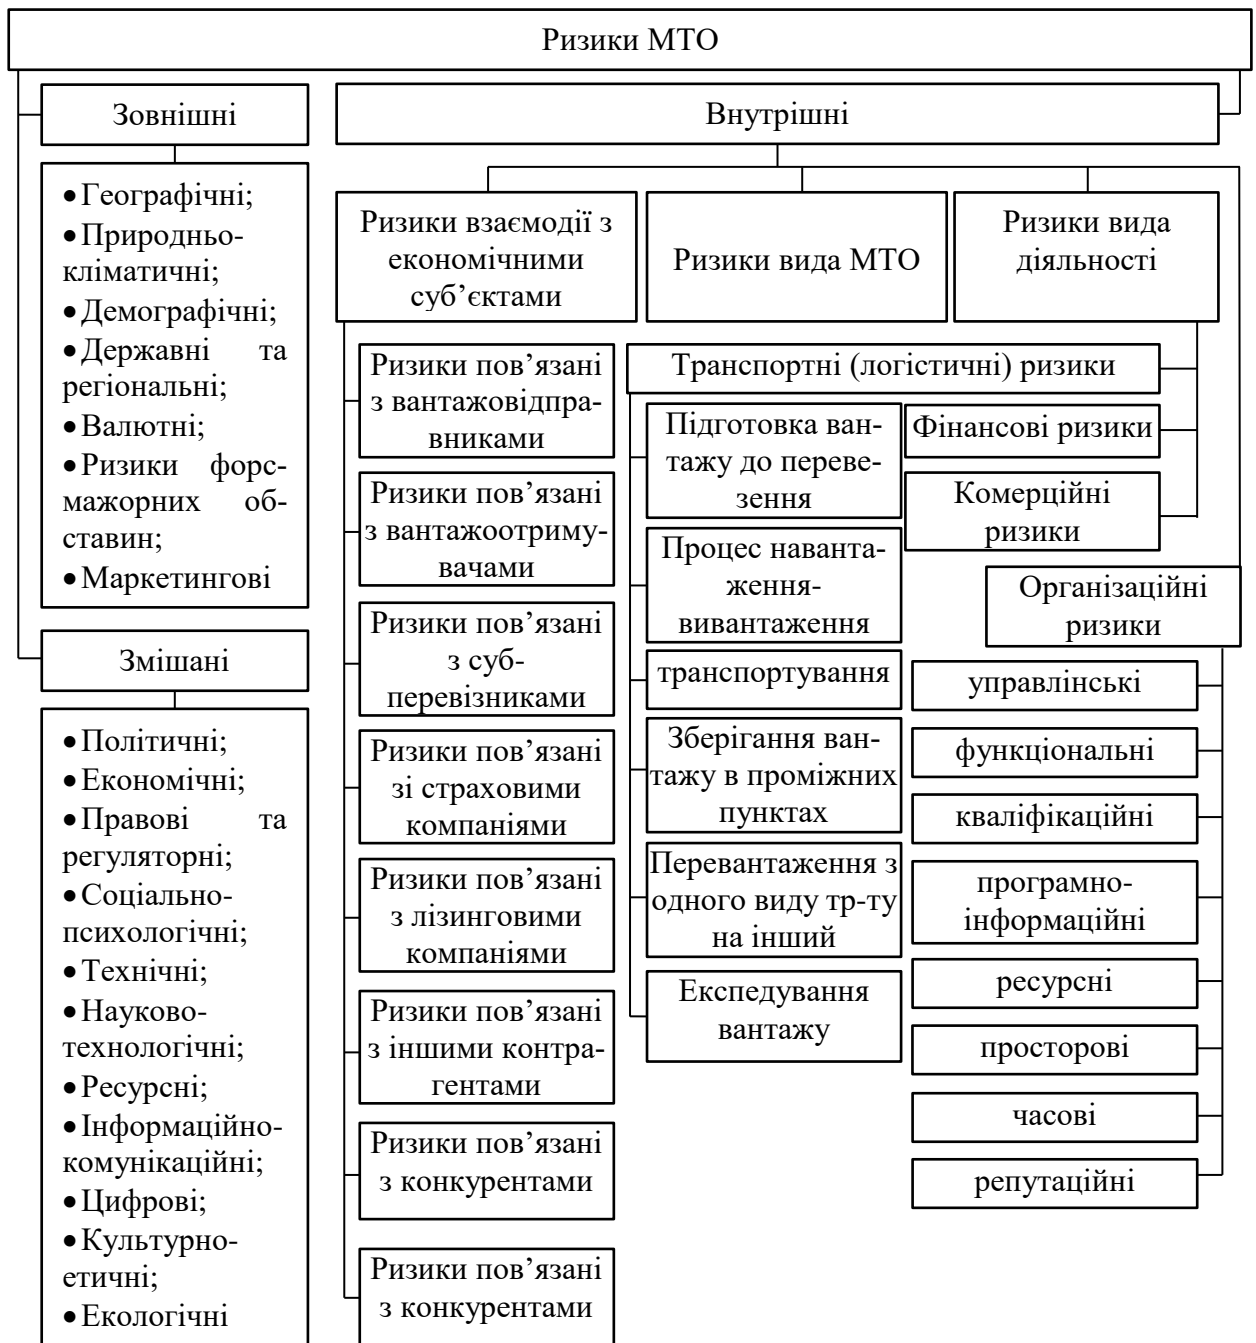 Ризики МТО
Зовнішні
•Географічні;
•Природньо-
кліматичні;
•Демографічні;
•Державні та
регіональні;
•Валютні;
•Ризики форс-
мажорних об-
ставин;
•Маркетингові
Змішані
•Політичні;
•Економічні;
•Правові та
регуляторні;
•Соціально-
психологічні;
•Технічні;
•Науково-
технологічні;
•Ресурсні;
•Інформаційно-
комунікаційні;
•Цифрові;
•Культурно-
етичні;
•Екологічні
Внутрішні
Ризики взаємодії з
економічними
суб’єктами
Ризики пов’язані
з вантажовідпра-
вниками
Ризики пов’язані
з вантажоотриму-
вачами
Ризики пов’язані
з суб-
перевізниками
Ризики пов’язані
зі страховими
компаніями
Ризики пов’язані
з лізинговими
компаніями
Ризики пов’язані
з іншими контра-
гентами
Ризики пов’язані
з конкурентами
Ризики пов’язані
з конкурентами
Ризики вида МТО
Ризики вида
діяльності
Транспортні (логістичні) ризики
Підготовка ван-
тажу до переве-
зення
Процес наванта-
ження-
вивантаження
транспортування
Зберігання ван-
тажу в проміжних
пунктах
Перевантаження з
одного виду тр-ту
на інший
Експедування
вантажу
Фінансові ризики
Комерційні
ризики
Організаційні
ризики
управлінські
функціональні
кваліфікаційні
програмно-
інформаційні
ресурсні
просторові
часові
репутаційні